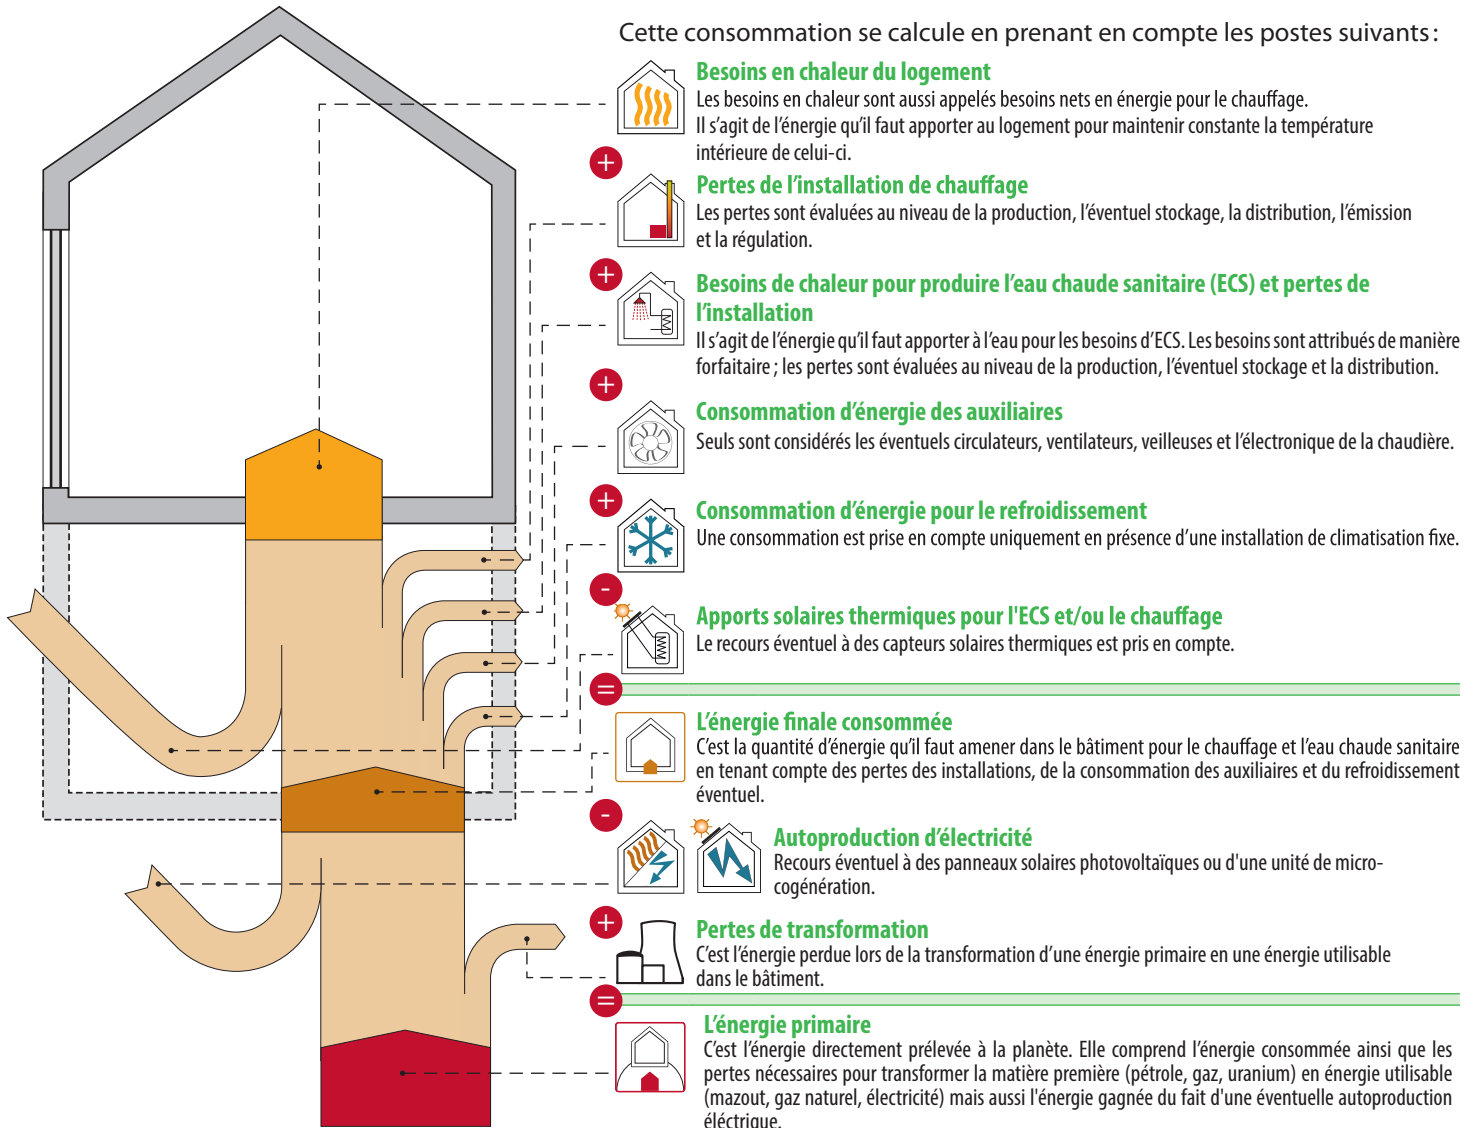 Cette consommation se calcule en prenant en compte les postes suivants :
Besoins en chaleur du logement
Les besoins en chaleur sont aussi appelés besoins nets en énergie pour le chauffage.
Il s'agit de l'énergie qu'il faut apporter au logement pour maintenir constante la température
intérieure de celui-ci.
+
Pertes de l'installation de chauffage
Les pertes sont évaluées au niveau de la production, l'éventuel stockage, la distribution, l'émission
et la régulation.
+
Besoins de chaleur pour produire l'eau chaude sanitaire (ECS) et pertes de
l'installation
Il s'agit de l'énergie qu'il faut apporter à l'eau pour les besoins d'ECS. Les besoins sont attribués de manière
forfaitaire ; les pertes sont évaluées au niveau de la production, l'éventuel stockage et la distribution.
+
Consommation d'énergie des auxiliaires
Seuls sont considérés les éventuels circulateurs, ventilateurs, veilleuses et l'électronique de la chaudière.
+
Consommation d'énergie pour le refroidissement
Une consommation est prise en compte uniquement en présence d'une installation de climatisation fixe.
-
Apports solaires thermiques pour l'ECS et/ou le chauffage
Le recours éventuel à des capteurs solaires thermiques est pris en compte.
=
L'énergie finale consommée
C'est la quantité d'énergie qu'il faut amener dans le bâtiment pour le chauffage et l'eau chaude sanitaire
en tenant compte des pertes des installations, de la consommation des auxiliaires et du refroidissement
éventuel.
-
Autoproduction d'électricité
Recours éventuel à des panneaux solaires photovoltaïques ou d'une unité de micro-
cogénération.
+
Pertes de transformation
C'est l'énergie perdue lors de la transformation d'une énergie primaire en une énergie utilisable
dans le bâtiment.
=
L'énergie primaire
C'est l'énergie directement prélevée à la planète. Elle comprend l'énergie consommée ainsi que les
pertes nécessaires pour transformer la matière première (pétrole, gaz, uranium) en énergie utilisable
(mazout, gaz naturel, électricité) mais aussi l'énergie gagnée du fait d'une éventuelle autoproduction
éléctrique.